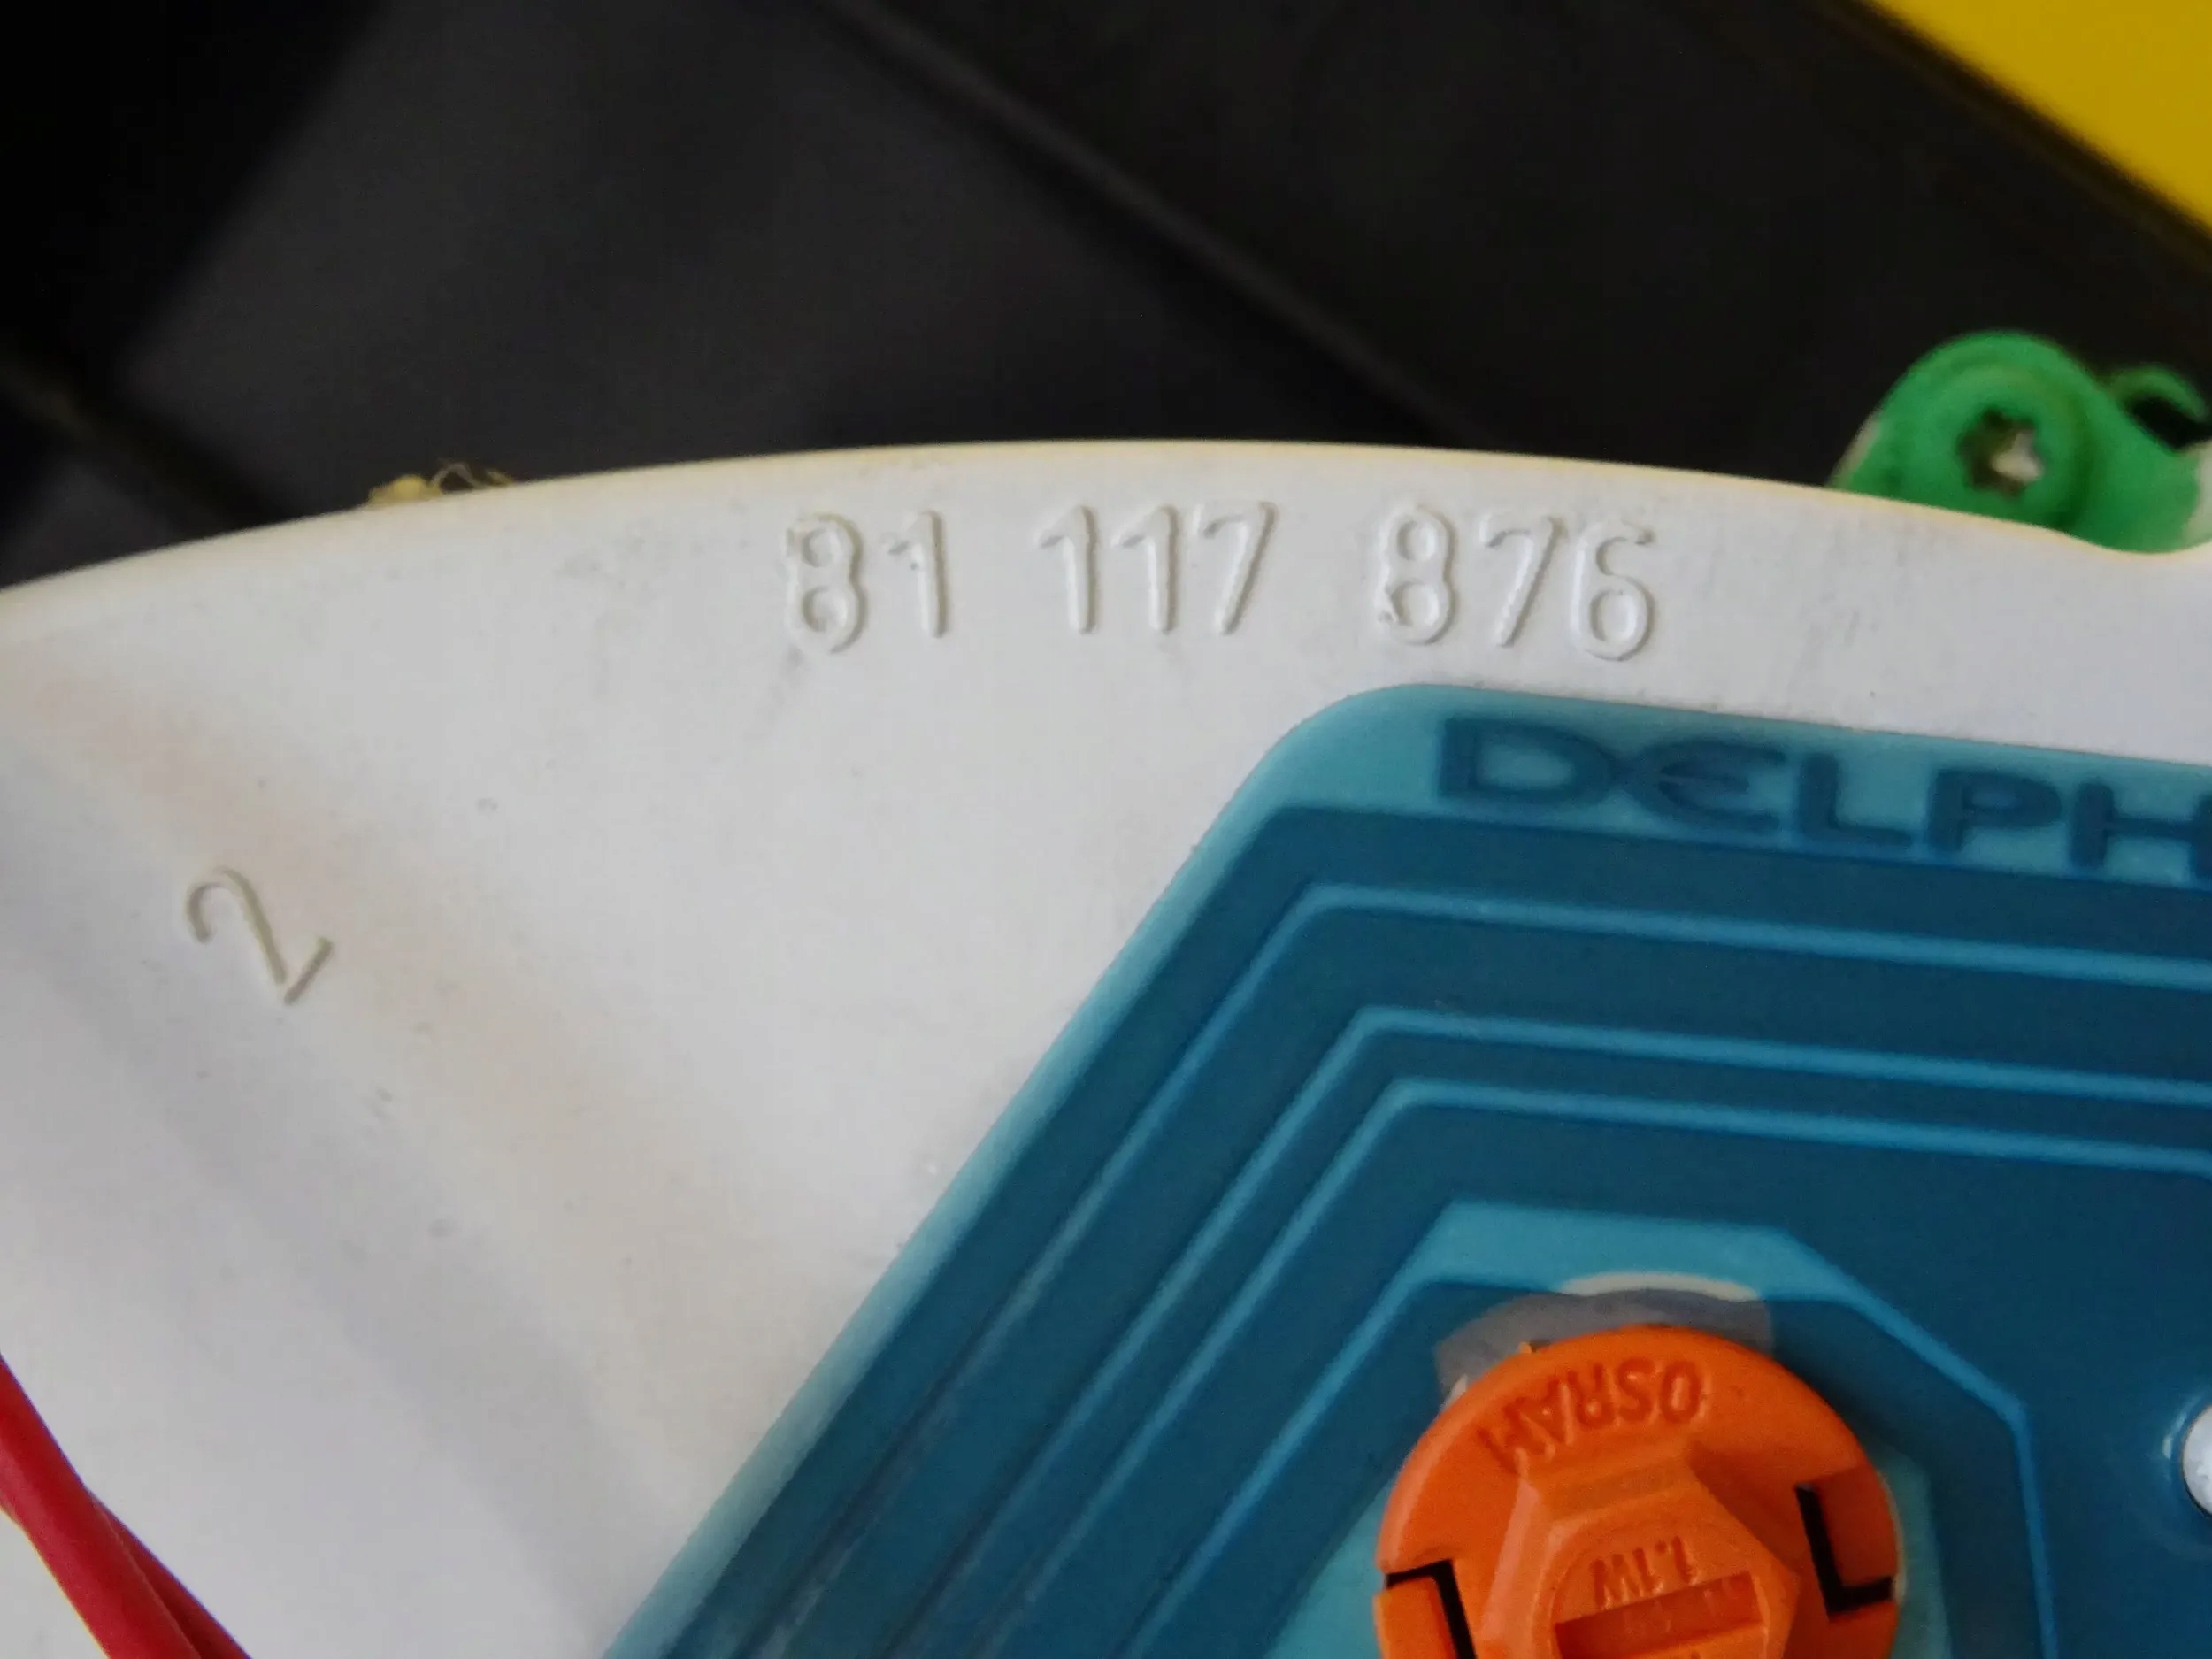 81 117 876
DELPH
2
OSRAM
1.1W